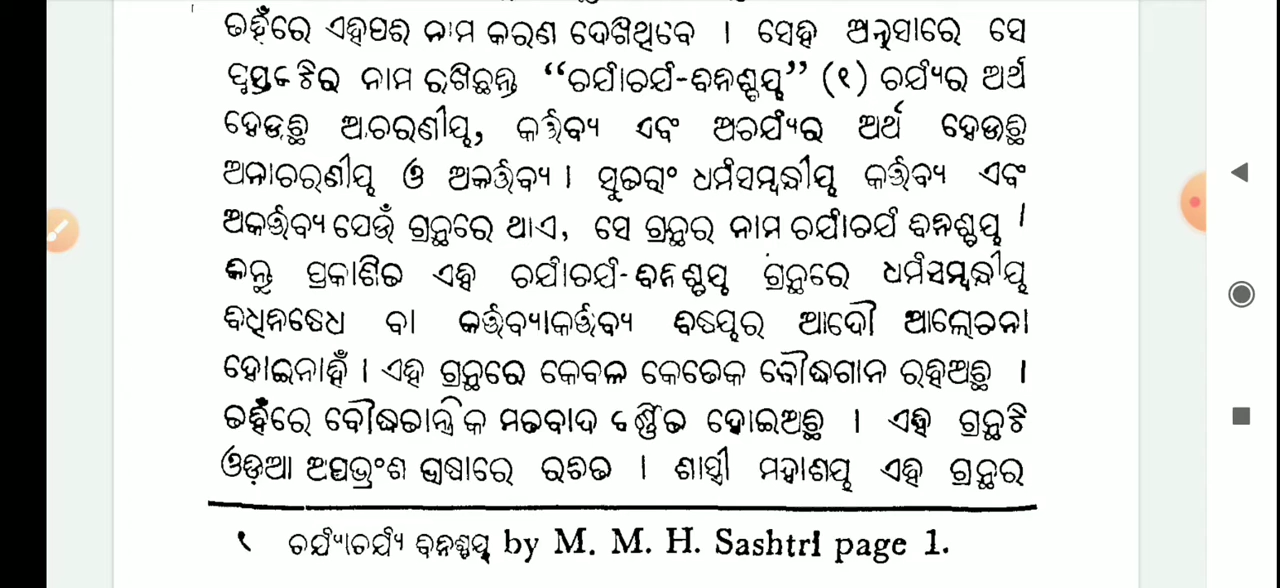 ତହିଁରେ ଏହିପରି ନାମ କରଣ ଦେଖିଥିବେ । ସେହି ଅନୁସାରେ ସେ
ପୁସ୍ତକଟିର ନାମ ରଖିଛନ୍ତି “ଚର୍ଯାଚର୍ଯ-ବିନିଶ୍ଚୟ” (୧) ଚର୍ଯ୍ୟର ଅର୍ଥ
ହେଉଛି ଅାଚରଣୀୟ, କର୍ତ୍ତବ୍ୟ ଏବଂ ଅଚର୍ଯ୍ୟର ଅର୍ଥ ହେଉଛି
ଅନାଚରଣୀୟ ଓ ଅକର୍ତ୍ତବ୍ୟ। ସୁତରାଂ ଧର୍ମସମ୍ବନ୍ଧୀୟ କର୍ତ୍ତବ୍ୟ ଏବଂ
ଅକର୍ତ୍ତବ୍ୟ ଯେଉଁ ଗ୍ରନ୍ଥରେ ଥାଏ, ସେ ଗ୍ରନ୍ଥର ନାମ ଚର୍ଯାଚର୍ଯ ବିନିଶ୍ଚୟ ।
କିନ୍ତୁ ପ୍ରକାଶିତ ଏହି ଚର୍ଯାଚର୍ଯ-ବିନିଶ୍ଚୟ ଗ୍ରନ୍ଥରେ ଧର୍ମସମ୍ବନ୍ଧୀୟ
ବିଧିନିଷେଧ ବା କର୍ତ୍ତବ୍ୟାକର୍ତ୍ତବ୍ୟ ବିଷୟର ଆଦୌ ଆଲୋଚନା
ହୋଇନାହିଁ । ଏହି ଗ୍ରନ୍ଥରେ କେବଳ କେତେକ ବୌଦ୍ଧଗାନ ରହିଅଛି ।
ତହିଁରେ ବୌଦ୍ଧତାନ୍ତ୍ରିକ ମତବାଦ ବର୍ଣ୍ଣିତ ହୋଇଅଛି । ଏହି ଗ୍ରନ୍ଥଟି
ଓଡ଼ିଆ ଅପଭ୍ରଂଶ ଭାଷାରେ ରଚିତ । ଶାସ୍ତ୍ରୀ ମହାଶୟ ଏହି ଗ୍ରନ୍ଥର
୧ ଚର୍ଯ୍ୟାଚର୍ଯ୍ୟ ବିନିଶ୍ଚୟ by M. M. H. Sashtri page 1.